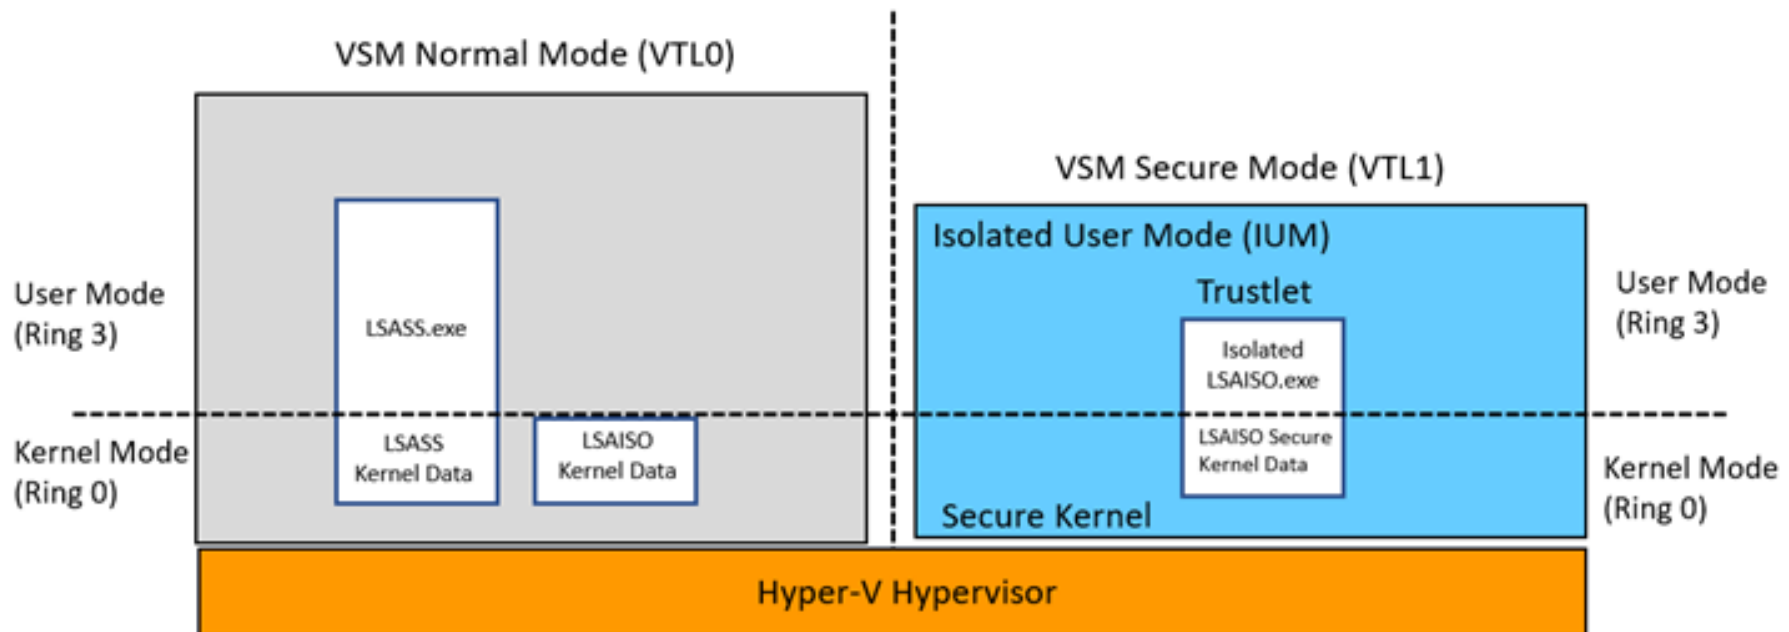 VSM Normal Mode (VTL0)
VSM Secure Mode (VTL1)
Isolated User Mode (IUM)
Trustlet
User Mode
(Ring 3)
LSASS.exe
Isolated
LSAISO.exe
User Mode
(Ring 3)
Kernel Mode
(Ring 0)
LSASS
Kernel Data
LSAISO
Kernel Data
LSAISO Secure
Kernel Data
Secure Kernel
Kernel Mode
(Ring 0)
Hyper-V Hypervisor